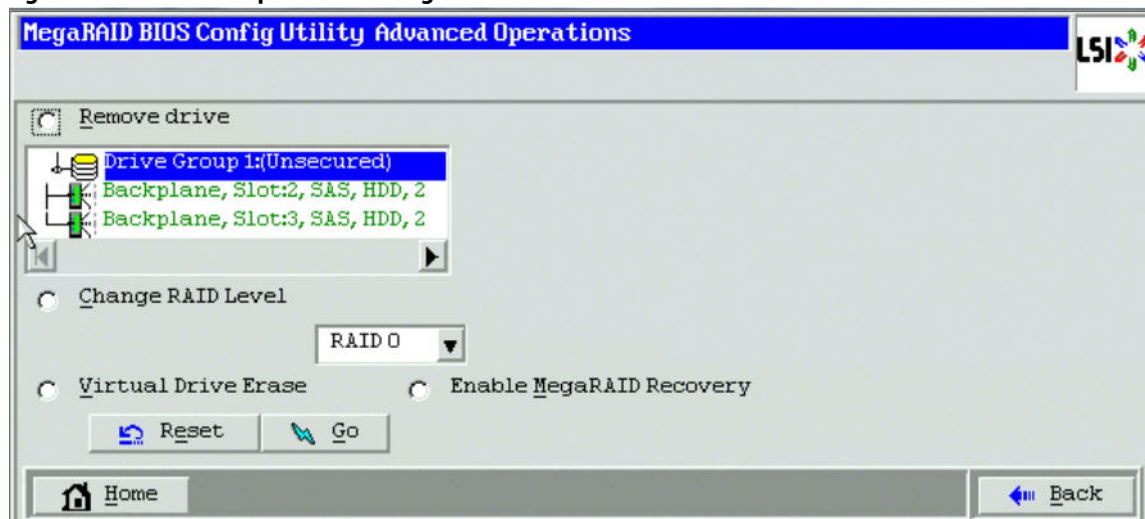 MegaRAID BIOS Config Utility Advanced Operations
LSI
Remove drive
Drive Group 1:(Unsecured)
Backplane, Slot:2, SAS, HDD, 2
Backplane, Slot:3, SAS, HDD, 2
Change RAID Level
RAID 0
Virtual Drive Erase
Enable MegaRAID Recovery
Reset
Go
Home
Back